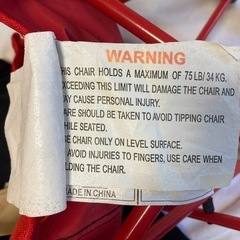 WARNING
HIS CHAIR HOLDS A MAXIMUM OF 75 LB/ 34 KG.
EXCEEDING THIS LIMIT WILL DAMAGE THE CHAIR AND
AY CAUSE PERSONAL INJURY.
ARE SHOULD BE TAKEN TO AVOID TIPPING CHAIR
HILE SEATED.
SE CHAIR ONLY ON LEVEL SURFACE.
AVOID INJURIES TO FINGERS, USE CARE WHEN
LDING THE CHAIR.
MADE IN CHINA